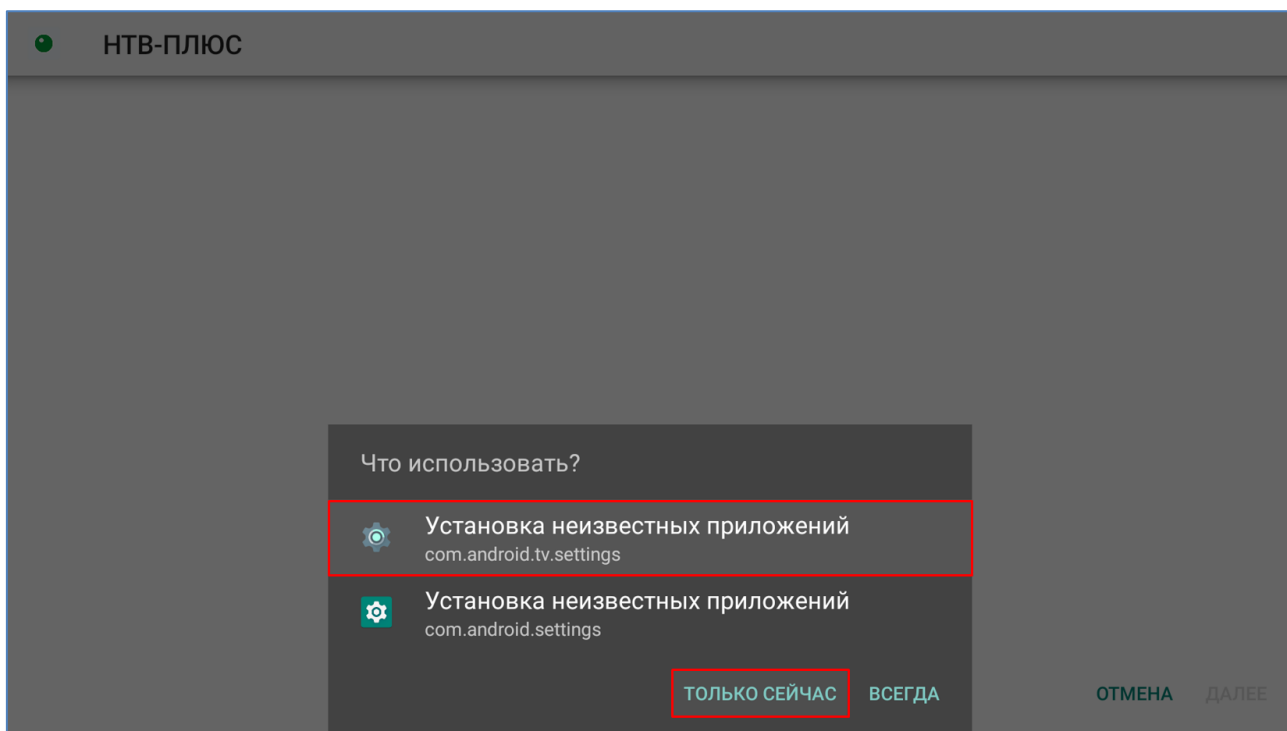 НТВ-ПЛЮС
Что использовать?
Установка неизвестных приложений
com.android.tv.settings
Установка неизвестных приложений
com.android.settings
ТОЛЬКО СЕЙЧАС ВСЕГДА ОТМЕНА ДАЛЕЕ